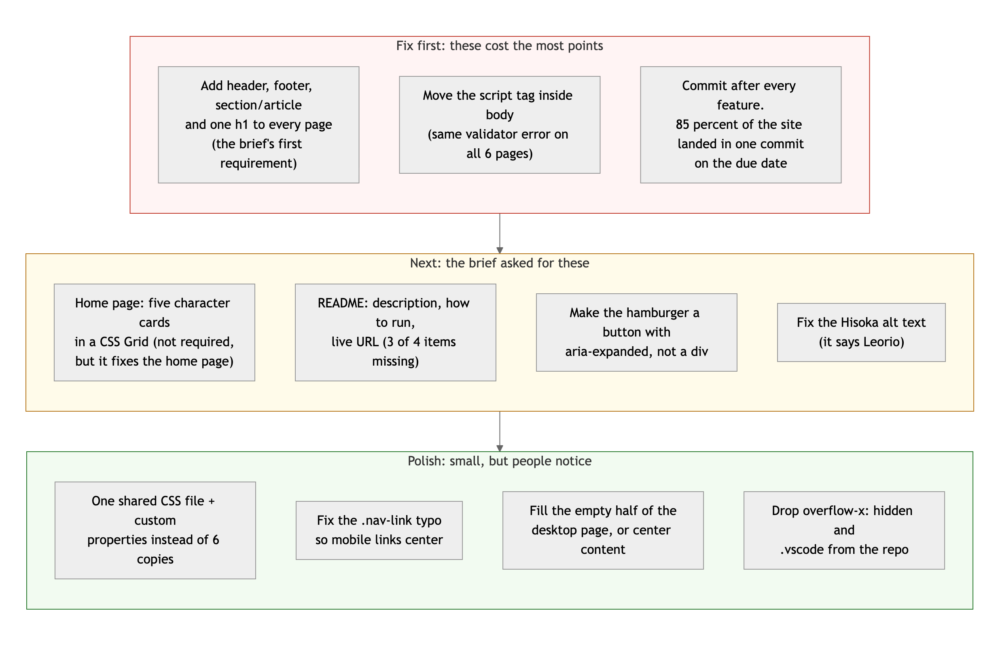 Fix first: these cost the most points
Add header, footer,
section/article
and one h1 to every page
(the brief's first
requirement)
Move the script tag inside
body
(same validator error on
all 6 pages)
Commit after every
feature.
85 percent of the site
landed in one commit
on the due date
Next: the brief asked for these
Home page: five character
cards
in a CSS Grid (not required,
but it fixes the home page)
README: description, how
to run,
live URL (3 of 4 items
missing)
Make the hamburger a
button with
aria-expanded, not a div
Fix the Hisoka alt text
(it says Leorio)
Polish: small, but people notice
One shared CSS file +
custom
properties instead of 6
copies
Fix the .nav-link typo
so mobile links center
Fill the empty half of the
desktop page, or center
content
Drop overflow-x: hidden
and
.vscode from the repo